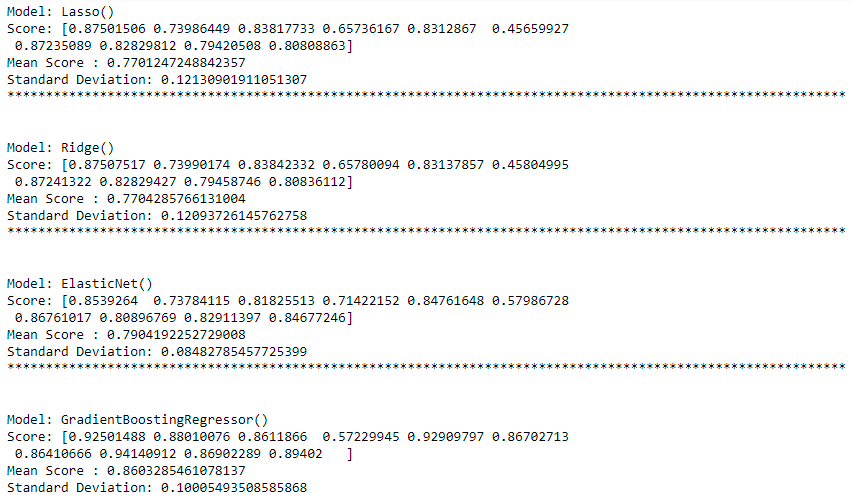 Model: Lasso()
Score: [0.87501506 0.73986449 0.83817733 0.65736167 0.8312867  0.45659927
 0.87235089 0.82829812 0.79420508 0.80808863]
Mean Score : 0.7701247248842357
Standard Deviation: 0.12130901911051307
*************************************************************************************************************
Model: Ridge()
Score: [0.87507517 0.73990174 0.83842332 0.65780094 0.83137857 0.45804995
 0.87241322 0.82829427 0.79458746 0.80836112]
Mean Score : 0.7704285766131004
Standard Deviation: 0.12093726145762758
*************************************************************************************************************
Model: ElasticNet()
Score: [0.8539264  0.73784115 0.81825513 0.71422152 0.84761648 0.57986728
 0.86761017 0.80896769 0.82911397 0.84677246]
Mean Score : 0.7904192252729008
Standard Deviation: 0.08482785457725399
*************************************************************************************************************
Model: GradientBoostingRegressor()
Score: [0.92501488 0.88010076 0.8611866  0.57229945 0.92909797 0.86702713
 0.86410666 0.94140912 0.86902289 0.89402   ]
Mean Score : 0.8603285461078137
Standard Deviation: 0.10005493508585868